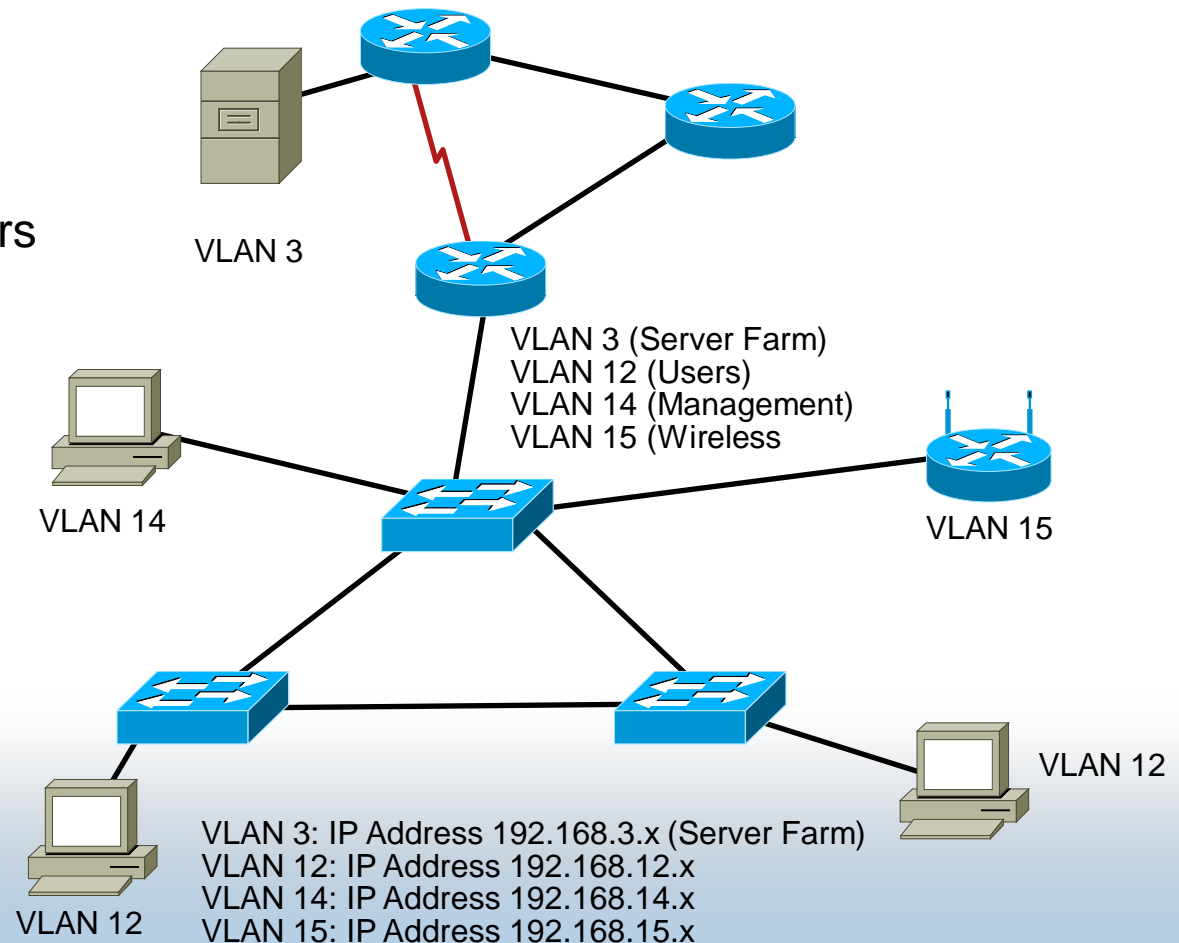 rs
VLAN 3
VLAN 3 (Server Farm)
VLAN 12 (Users)
VLAN 14 (Management)
VLAN 15 (Wireless
VLAN 14
VLAN 15
VLAN 12
VLAN 3: IP Address 192.168.3.x (Server Farm)
VLAN 12: IP Address 192.168.12.x
VLAN 14: IP Address 192.168.14.x
VLAN 15: IP Address 192.168.15.x
VLAN 12